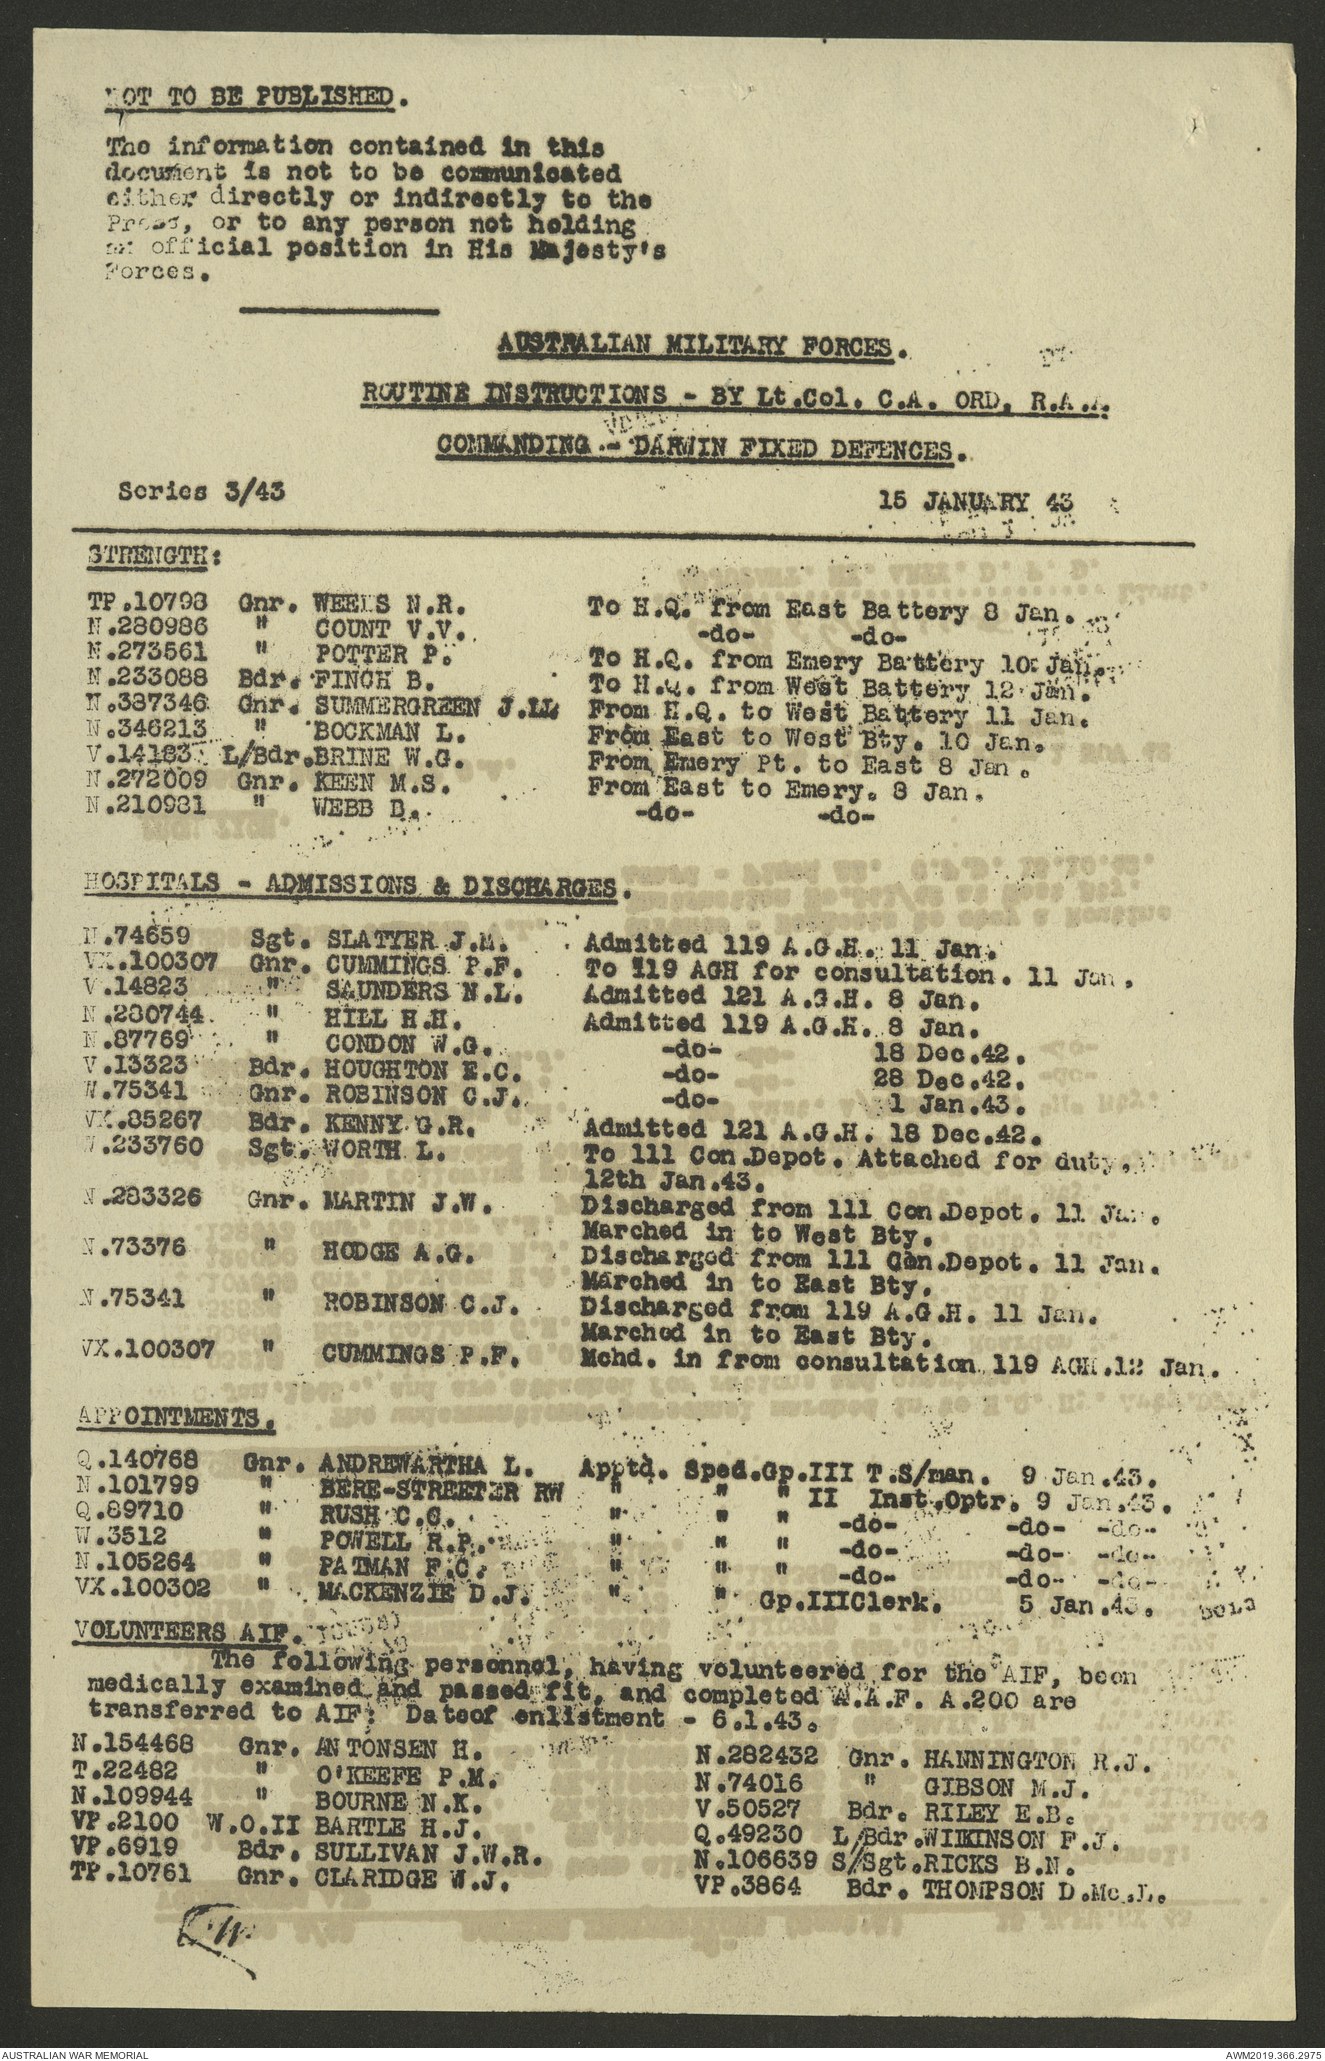 NOT TO BE PUBLISHED.
The information contained in this
document is not to be communicated
either directly or indirectly to the
Press, or to any person not holding
an official position in His Majesty's
Forces.
AUSTRALIAN MILITARY FORCES.
ROUTINE INSTRUCTIONS - BY Lt.Col. C.A. ORD, R.A.A.
COMMANDING - DARWIN FIXED DEFENCES.
Series 3/43 15 JANUARY 43
STRENGTH:
TP.10798 Gnr. WEEKS N.R. To H.Q. from East Battery 8 Jan.
N.280986 " COUNT V.V. -do- -do-
N.273561 " POTTER P. To H.Q. from Emery Battery 10 Jan.
N.233088 Bdr. FINCH B. To H.Q. from West Battery 12 Jan.
N.387346 Gnr. SUMMERGREEN J.LL From H.Q. to West Battery 11 Jan.
N.346213 " BOCKMAN L. From East to West Bty. 10 Jan.
V.14183 L/Bdr.BRINE W.G. From Emery Pt. to East 8 Jan.
N.272009 Gnr. KEEN M.S. From East to Emery. 8 Jan.
N.210981 " WEBB B. -do- -do-
HOSPITALS - ADMISSIONS & DISCHARGES.
N.74659 Sgt. SLATYER J.M. Admitted 119 A.G.H. 11 Jan.
VX.100307 Gnr. CUMMINGS P.F. To 119 AGH for consultation. 11 Jan.
V.14823 " SAUNDERS N.L. Admitted 121 A.G.H. 8 Jan.
N.280744 " HILL H.H. Admitted 119 A.G.H. 8 Jan.
N.87769 " CONDON W.G. -do- 18 Dec.42.
V.13323 Bdr. HOUGHTON E.C. -do- 28 Dec.42.
W.75341 Gnr. ROBINSON C.J. -do- 1 Jan.43.
VX.85267 Bdr. KENNY G.R. Admitted 121 A.G.H. 18 Dec.42.
.233760 Sgt. WORTH L. To 111 Con.Depot. Attached for duty,
12th Jan.43.
N.283326 Gnr. MARTIN J.W. Discharged from 111 Con.Depot. 11 Jan.
Marched in to West Bty.
N.73376 " HODGE A.G. Discharged from 111 Con.Depot. 11 Jan.
Marched in to East Bty.
N.75341 " ROBINSON C.J. Discharged from 119 A.G.H. 11 Jan.
Marched in to East Bty.
VX.100307 " CUMMINGS P.F. Mchd. in from consultation 119 AGH.12 Jan.
APPOINTMENTS.
Q.140768 Gnr. ANDREWARTHA L. Apptd. Sped.Gp.III T.S/man. 9 Jan.43.
N.101799 " BERE-STREETER RW " " " II Inst.Optr. 9 Jan.43.
Q.89710 " RUSH C.C. " " " -do- -do- -do-
W.3512 " POWELL R.P. " " " -do- -do- -do-
N.105264 " PATMAN F.C. " " " -do- -do- -do-
VX.100302 " MACKENZIE D.J. " " Gp.IIIClerk. 5 Jan.43.
VOLUNTEERS AIF.
The following personnel, having volunteered for the AIF, been
medically examined and passed fit, and completed A.A.F. A.200 are
transferred to AIF: Dateof enlistment - 6.1.43.
N.154468 Gnr. ANTONSEN H. N.282432 Gnr. HANNINGTON R.J.
T.22482 " O'KEEFE P.M. N.74016 " GIBSON M.J.
N.109944 " BOURNE N.K. V.50527 Bdr. RILEY E.B.
VP.2100 W.O.II BARTLE H.J. Q.49230 L/Bdr.WILKINSON F.J.
VP.6919 Bdr. SULLIVAN J.W.R. N.106639 S/Sgt.RICKS B.N.
TP.10761 Gnr. CLARIDGE W.J. VP.3864 Bdr. THOMPSON D.Mc.L.
AUSTRALIAN WAR MEMORIAL AWM2019.366.2975